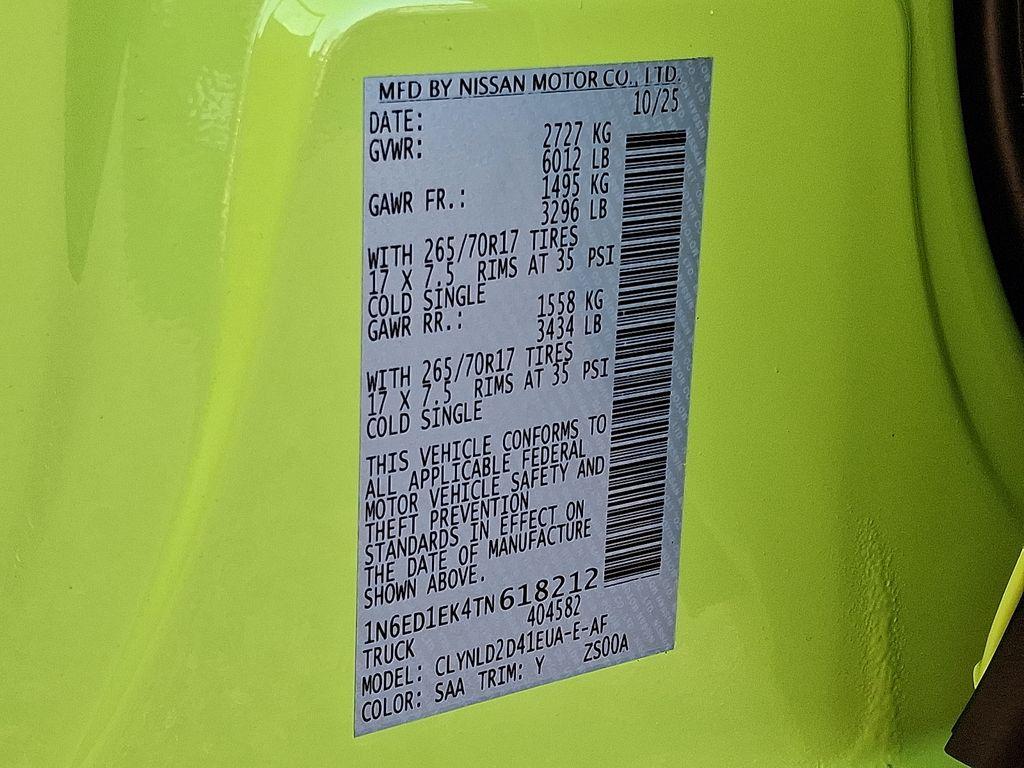 MFD BY NISSAN MOTOR CO., LTD.
DATE: 10/25
GVWR: 2727 KG
6012 LB
GAWR FR.: 1495 KG
3296 LB
WITH 265/70R17 TIRES
17 X 7.5 RIMS AT 35 PSI
COLD SINGLE
GAWR RR.: 1558 KG
3434 LB
WITH 265/70R17 TIRES
17 X 7.5 RIMS AT 35 PSI
COLD SINGLE
THIS VEHICLE CONFORMS TO
ALL APPLICABLE FEDERAL
MOTOR VEHICLE SAFETY AND
THEFT PREVENTION
STANDARDS IN EFFECT ON
THE DATE OF MANUFACTURE
SHOWN ABOVE.
1N6ED1EK4TN618212
TRUCK 404582
MODEL: CLYNLD2D41EUA-E-AF
COLOR: SAA TRIM: Y ZS00A